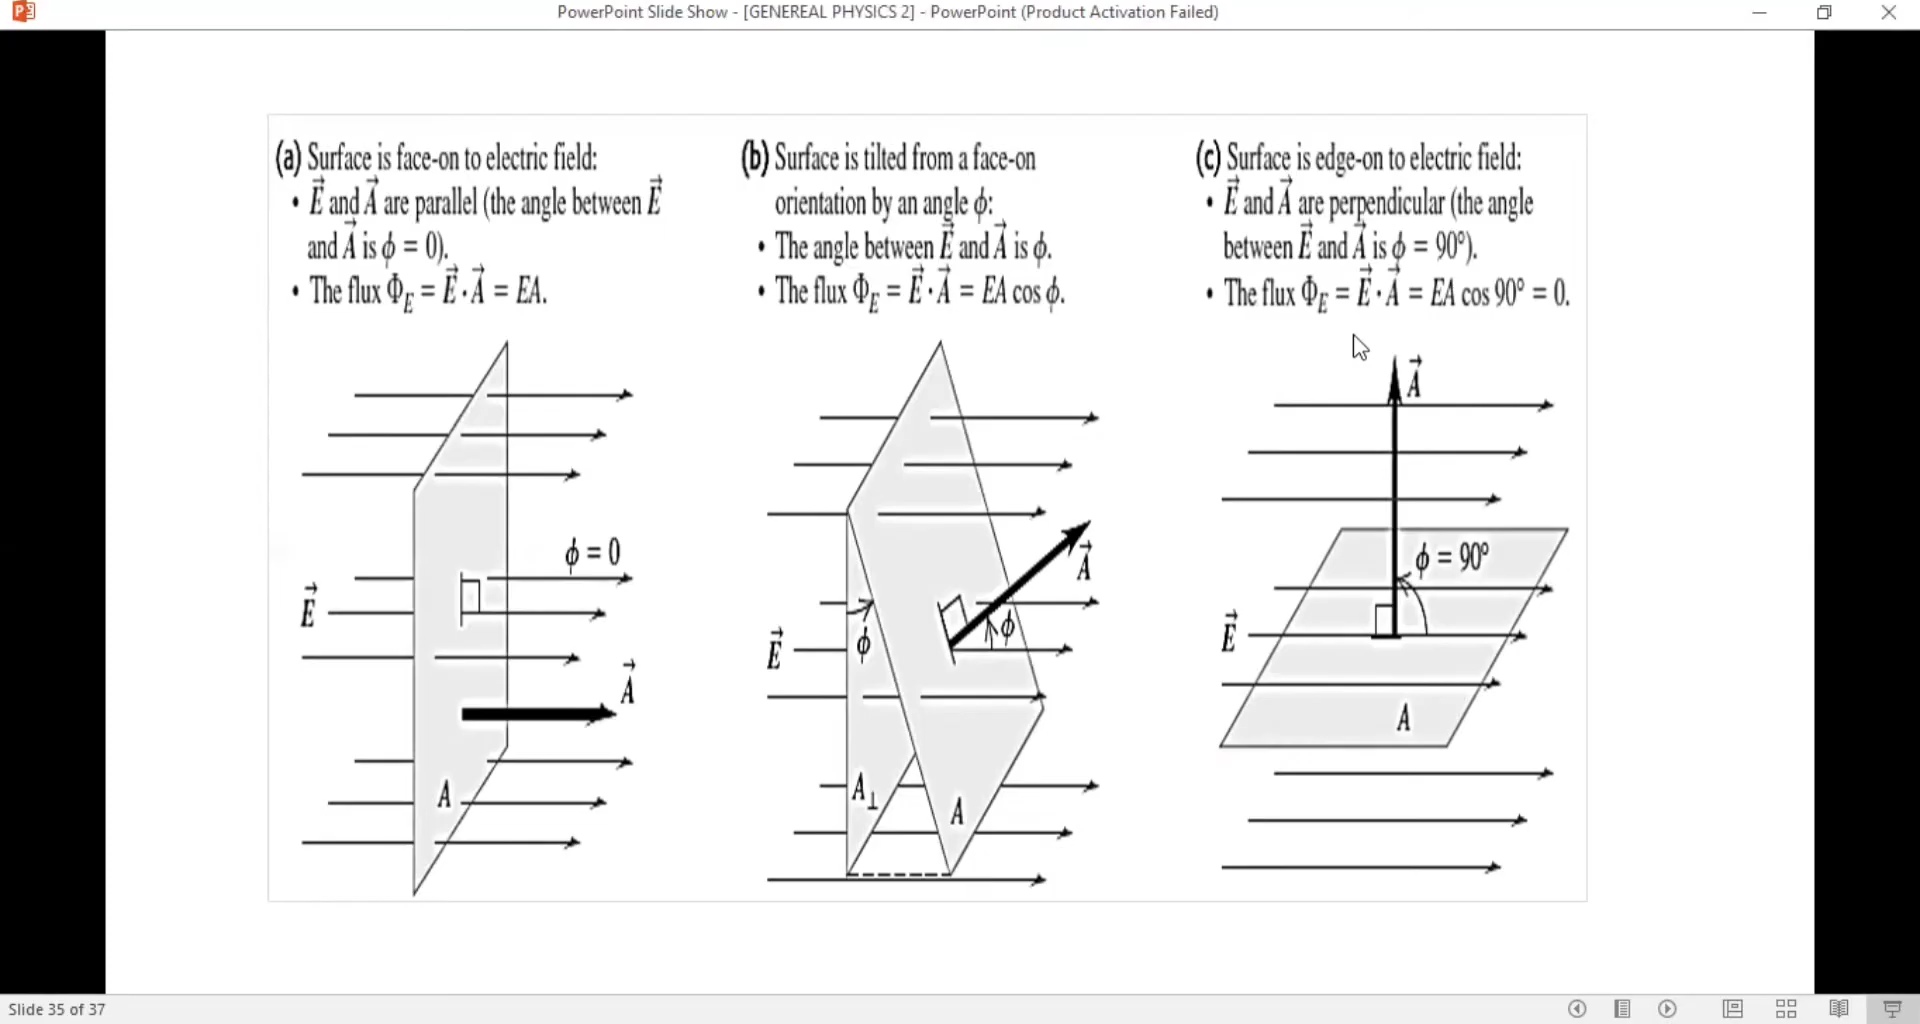 PowerPoint Slide Show - [GENEREAL PHYSICS 2] - PowerPoint (Product Activation Failed)
(a) Surface is face-on to electric field:
• E⃗ and A⃗ are parallel (the angle between E⃗
and A⃗ is ϕ = 0).
• The flux Φ_E = E⃗ · A⃗ = EA.
ϕ = 0
E⃗
A⃗
A
(b) Surface is tilted from a face-on
orientation by an angle ϕ:
• The angle between E⃗ and A⃗ is ϕ.
• The flux Φ_E = E⃗ · A⃗ = EA cos ϕ.
A⃗
ϕ
ϕ
E⃗
A⊥
A
(c) Surface is edge-on to electric field:
• E⃗ and A⃗ are perpendicular (the angle
between E⃗ and A⃗ is ϕ = 90°).
• The flux Φ_E = E⃗ · A⃗ = EA cos 90° = 0.
A⃗
ϕ = 90°
E⃗
A
Slide 35 of 37